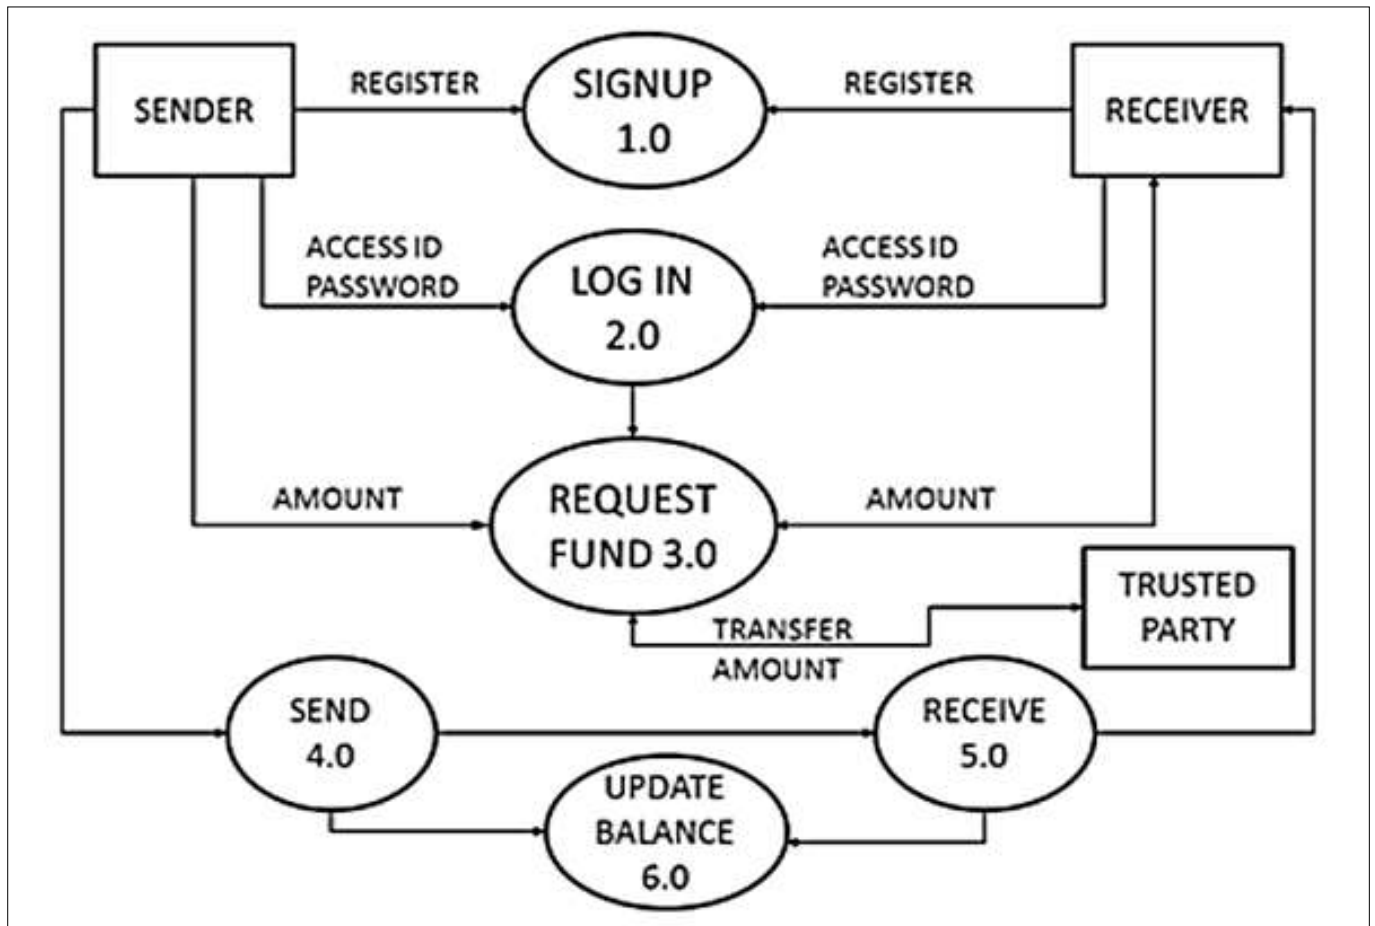 SENDER
REGISTER
SIGNUP
1.0
REGISTER
RECEIVER
ACCESS ID
PASSWORD
LOG IN
2.0
ACCESS ID
PASSWORD
AMOUNT
REQUEST
FUND 3.0
AMOUNT
TRUSTED
PARTY
TRANSFER
AMOUNT
SEND
4.0
RECEIVE
5.0
UPDATE
BALANCE
6.0